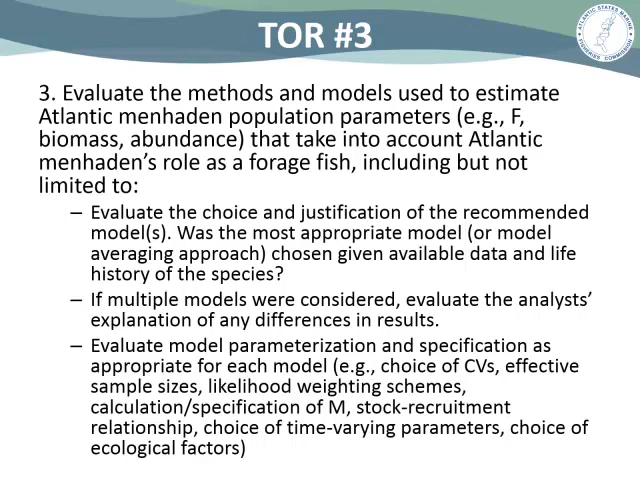 TOR #3
ATLANTIC STATES MARINE
FISHERIES COMMISSION
3. Evaluate the methods and models used to estimate
Atlantic menhaden population parameters (e.g., F,
biomass, abundance) that take into account Atlantic
menhaden's role as a forage fish, including but not
limited to:
– Evaluate the choice and justification of the recommended
model(s). Was the most appropriate model (or model
averaging approach) chosen given available data and life
history of the species?
– If multiple models were considered, evaluate the analysts'
explanation of any differences in results.
– Evaluate model parameterization and specification as
appropriate for each model (e.g., choice of CVs, effective
sample sizes, likelihood weighting schemes,
calculation/specification of M, stock-recruitment
relationship, choice of time-varying parameters, choice of
ecological factors)